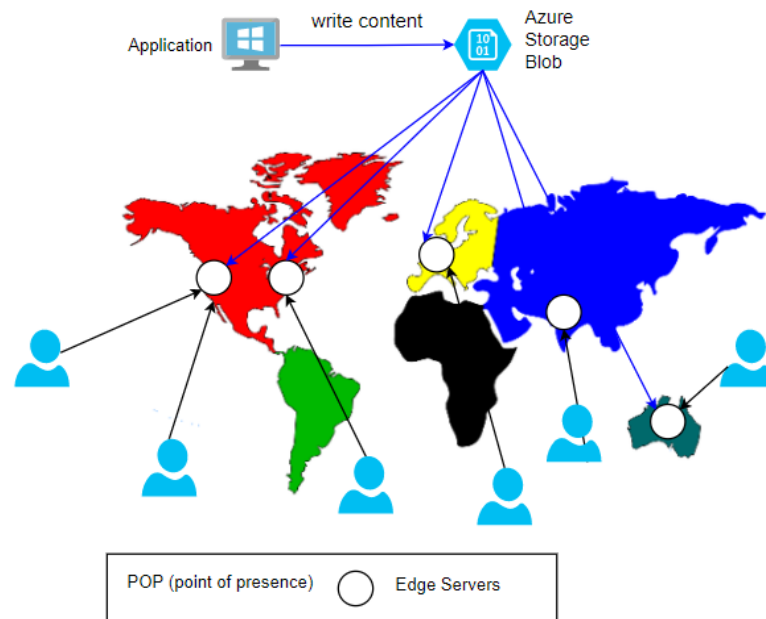 write content
Application
Azure
Storage
Blob
10
01
POP (point of presence)
Edge Servers